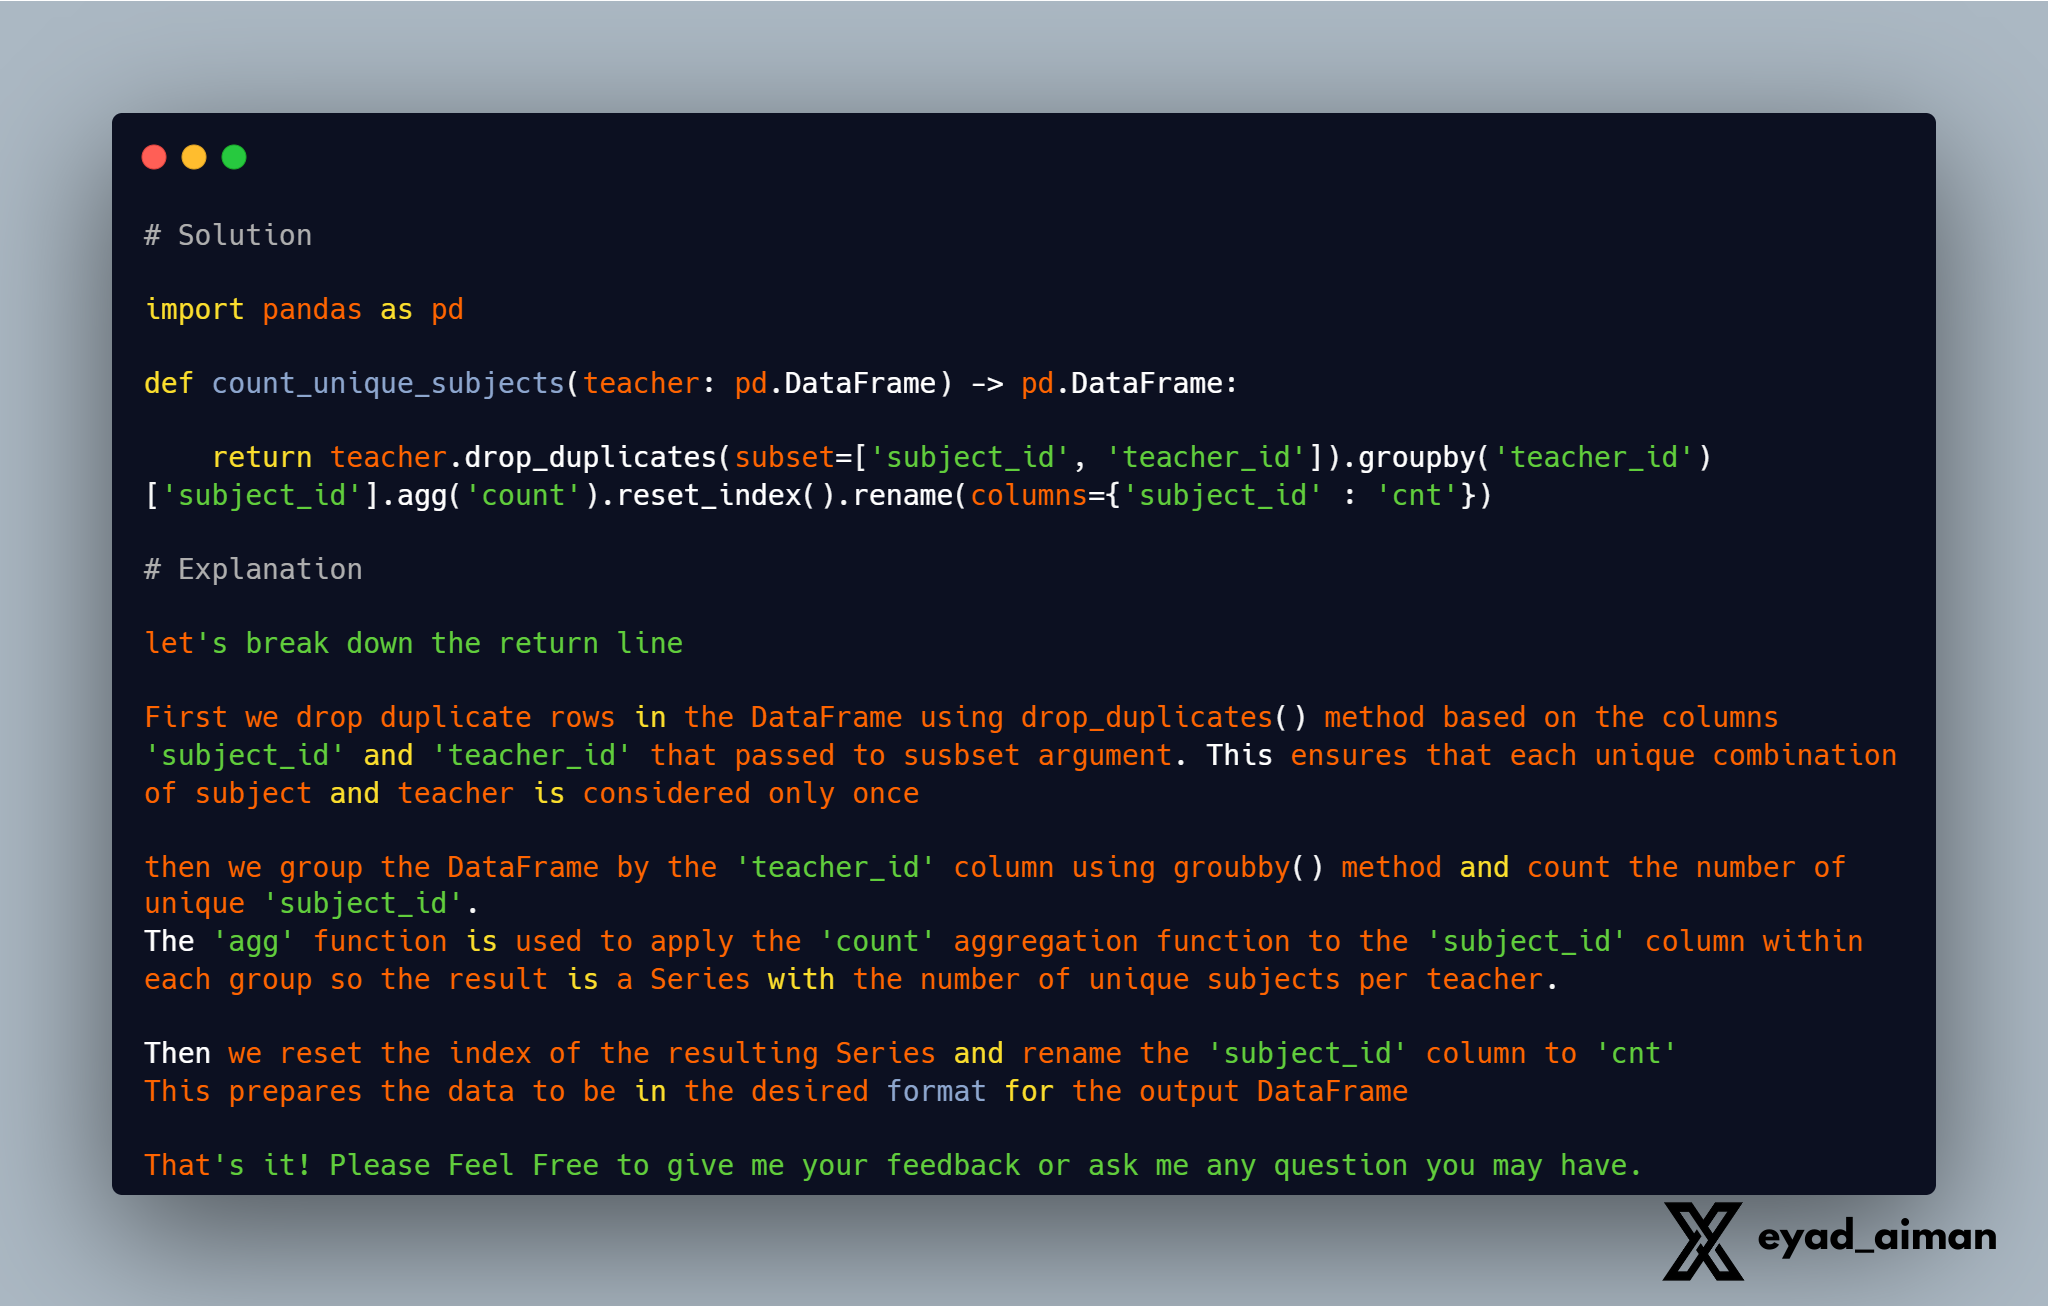 # Solution
import pandas as pd
def count_unique_subjects(teacher: pd.DataFrame) -> pd.DataFrame:
    return teacher.drop_duplicates(subset=['subject_id', 'teacher_id']).groupby('teacher_id')
['subject_id'].agg('count').reset_index().rename(columns={'subject_id' : 'cnt'})
# Explanation
let's break down the return line
First we drop duplicate rows in the DataFrame using drop_duplicates() method based on the columns
'subject_id' and 'teacher_id' that passed to susbset argument. This ensures that each unique combination
of subject and teacher is considered only once
then we group the DataFrame by the 'teacher_id' column using groubby() method and count the number of
unique 'subject_id'.
The 'agg' function is used to apply the 'count' aggregation function to the 'subject_id' column within
each group so the result is a Series with the number of unique subjects per teacher.
Then we reset the index of the resulting Series and rename the 'subject_id' column to 'cnt'
This prepares the data to be in the desired format for the output DataFrame
That's it! Please Feel Free to give me your feedback or ask me any question you may have.
eyad_aiman